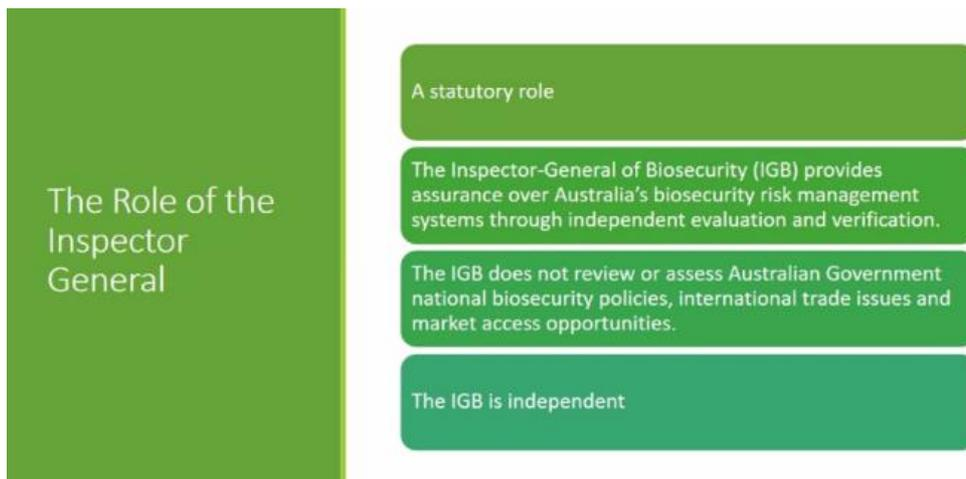 The Role of the
Inspector
General
A statutory role
The Inspector-General of Biosecurity (IGB) provides
assurance over Australia’s biosecurity risk management
systems through independent evaluation and verification.
The IGB does not review or assess Australian Government
national biosecurity policies, international trade issues and
market access opportunities.
The IGB is independent